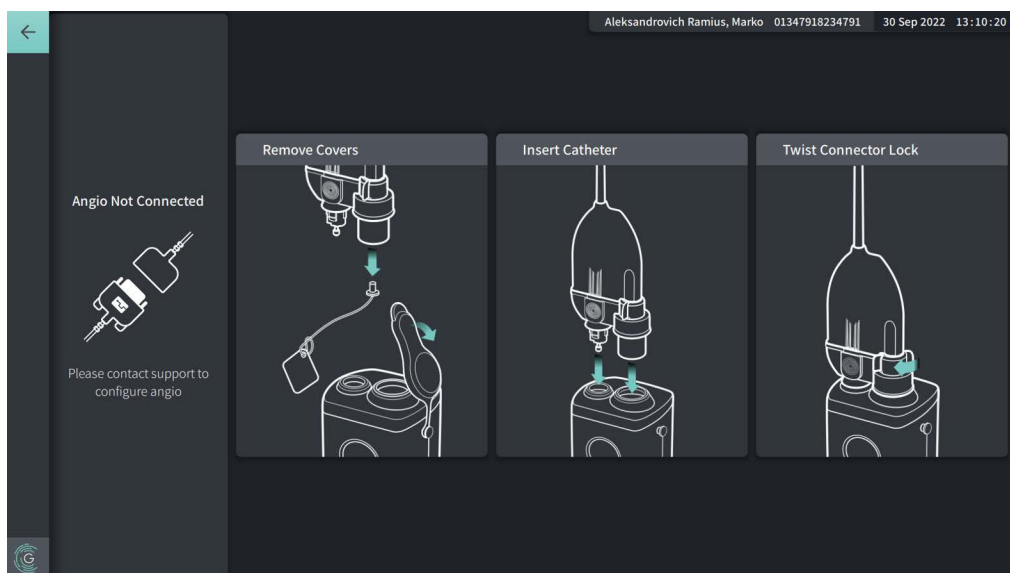 Aleksandrovich Ramius, Marko 01347918234791 30 Sep 2022 13:10:20
Remove Covers
Insert Catheter
Twist Connector Lock
Angio Not Connected
Please contact support to
configure angio
G